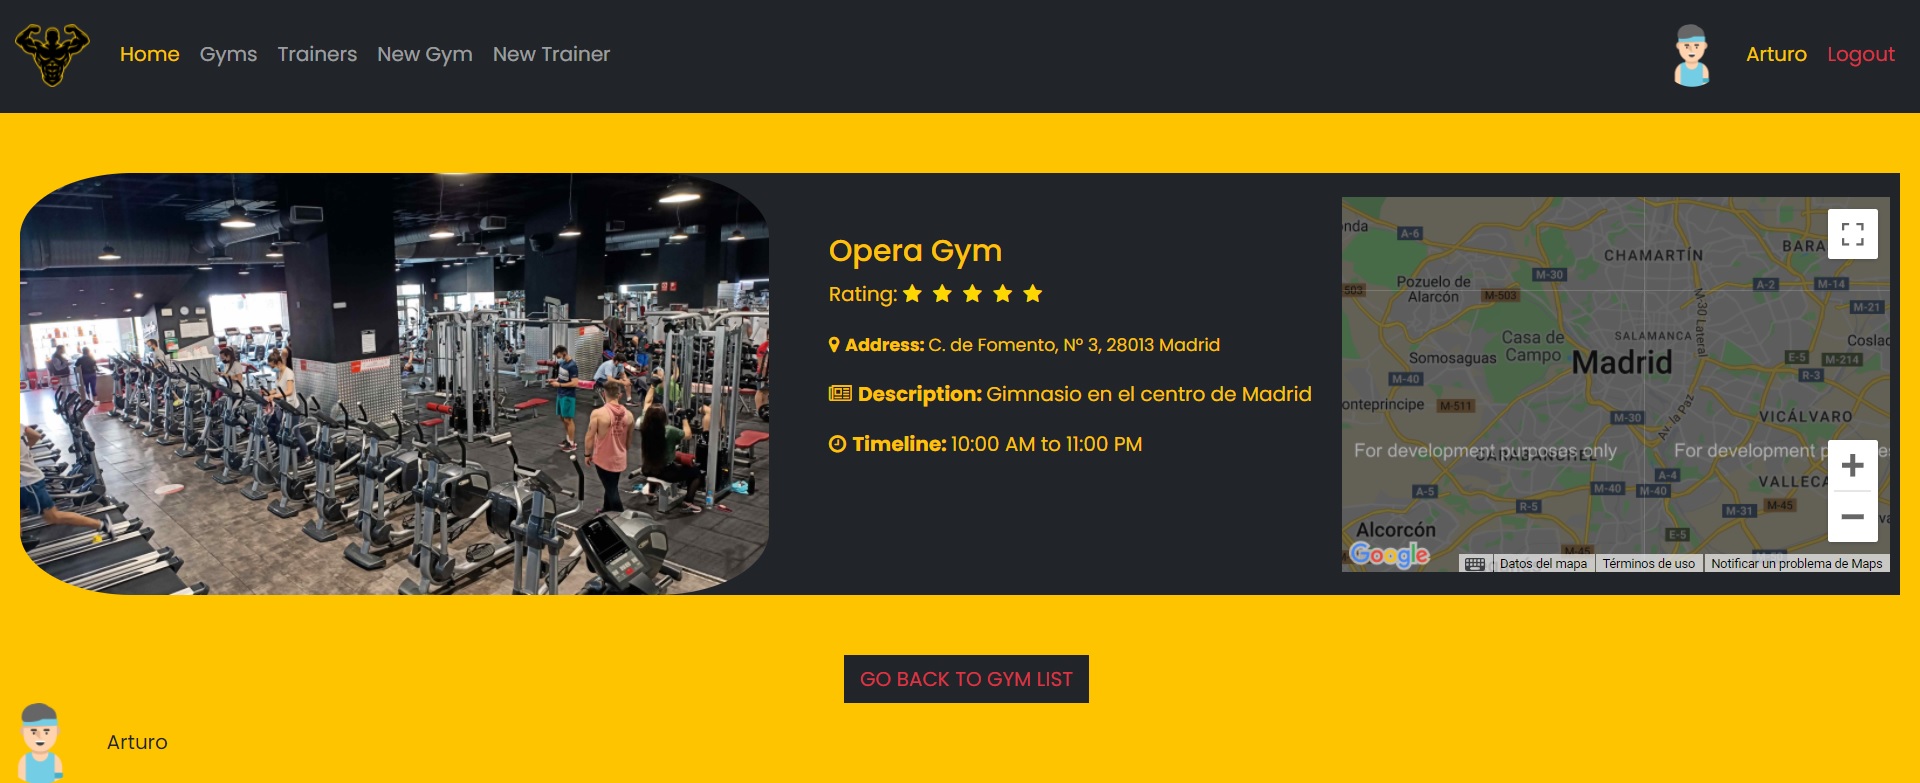 Home Gyms Trainers New Gym New Trainer
Arturo Logout
Opera Gym
Rating:
Address: C. de Fomento, Nº 3, 28013 Madrid
Description: Gimnasio en el centro de Madrid
Timeline: 10:00 AM to 11:00 PM
A-6
CHAMARTÍN
BARA
M-30
Pozuelo de
Alarcón
A-2
M-14
503
M-503
M-21
M-30 Lateral
Casa de
Campo
SALAMANCA
Coslad
Somosaguas
Madrid
E-5
M-214
R-3
M-40
onteprincipe
M-511
M-30
Av. la Paz
VICÁLVARO
For development purposes only
CARABANCHEL
A-4
VALLECA
A-5
M-40
M-40
R-5
M-31
M-45
Alcorcón
E-5
M-45
Google
Datos del mapa
Términos de uso
Notificar un problema de Maps
GO BACK TO GYM LIST
Arturo